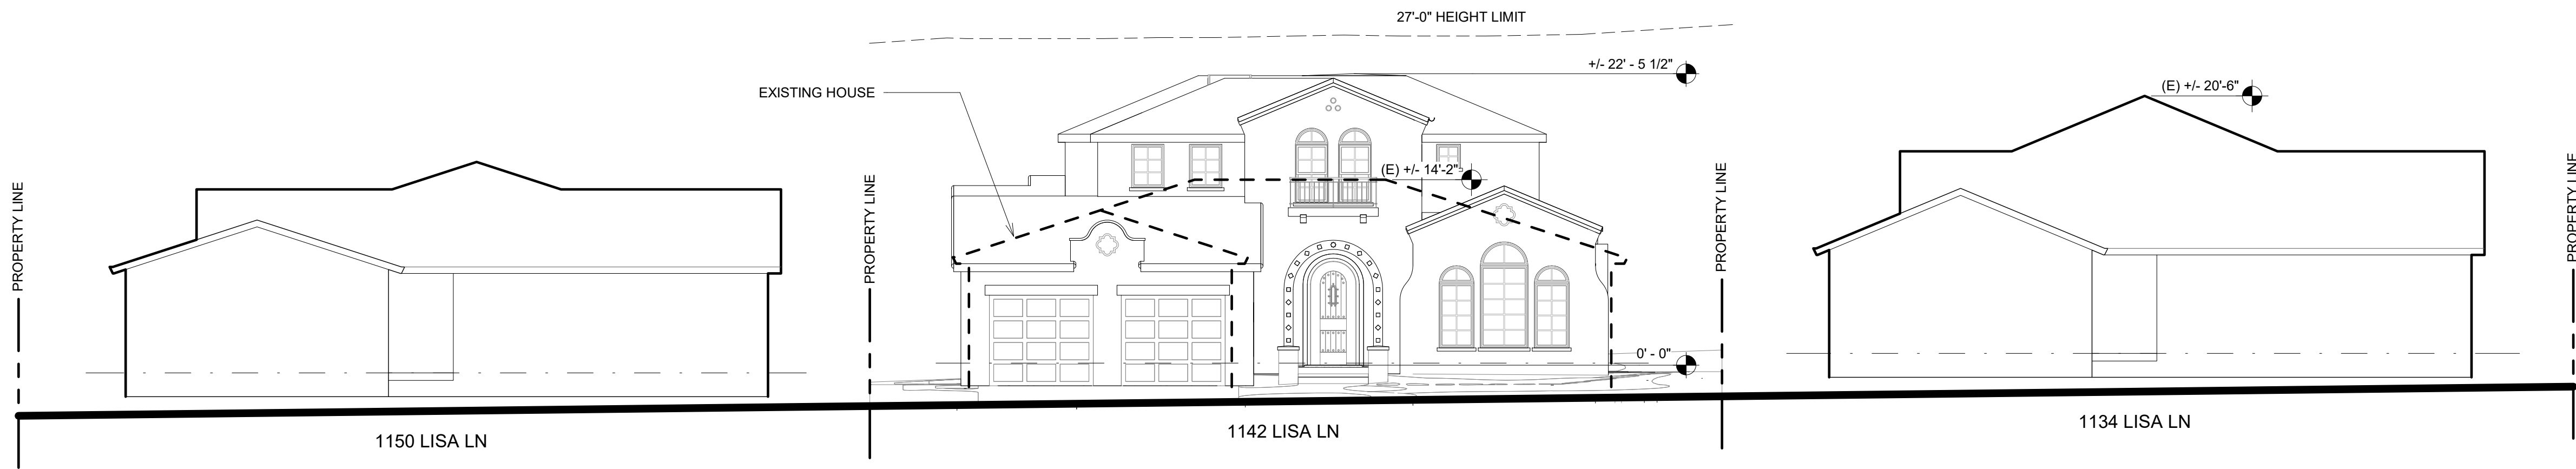 27'-0" HEIGHT LIMIT
+/- 22' - 5 1/2"
EXISTING HOUSE
(E) +/- 20'-6"
(E) +/- 14'-2"
PROPERTY LINE
PROPERTY LINE
PROPERTY LINE
PROPERTY LINE
0' - 0"
1150 LISA LN
1142 LISA LN
1134 LISA LN